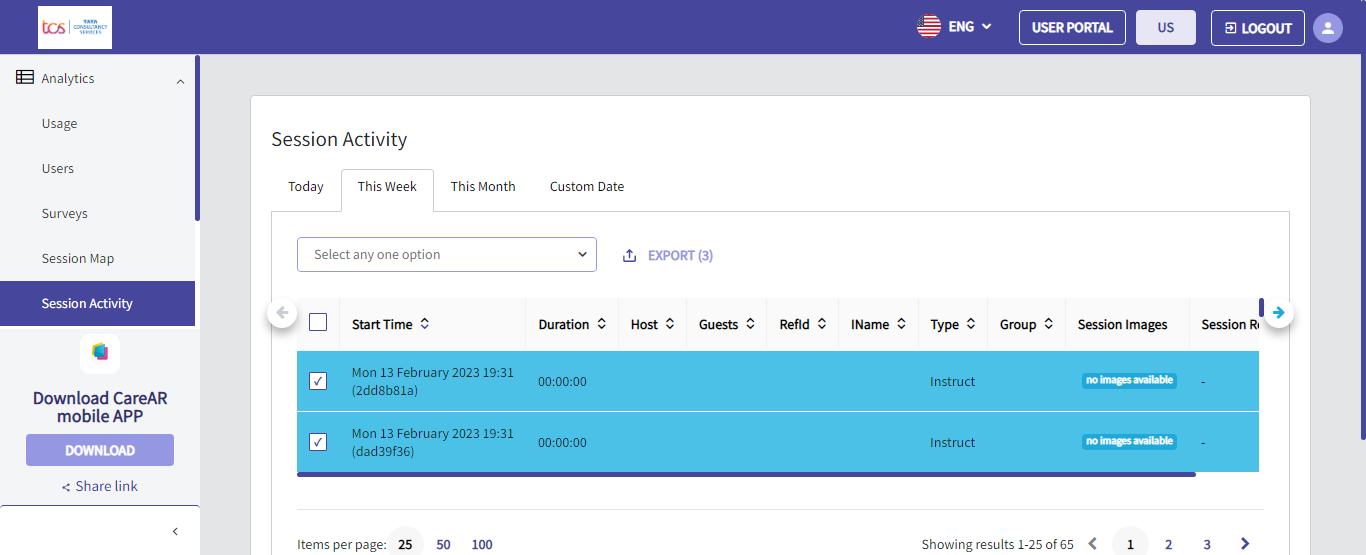 tcs TATA CONSULTANCY SERVICES
ENG
USER PORTAL
US
LOGOUT
Analytics
Usage
Users
Surveys
Session Map
Session Activity
Download CareAR
mobile APP
DOWNLOAD
Share link
Session Activity
Today This Week This Month Custom Date
Select any one option
EXPORT (3)
Start Time Duration Host Guests RefId IName Type Group Session Images Session Re
Mon 13 February 2023 19:31
(2dd8b81a)
00:00:00 Instruct no images available -
Mon 13 February 2023 19:31
(dad39f36)
00:00:00 Instruct no images available -
Items per page: 25 50 100
Showing results 1-25 of 65 1 2 3